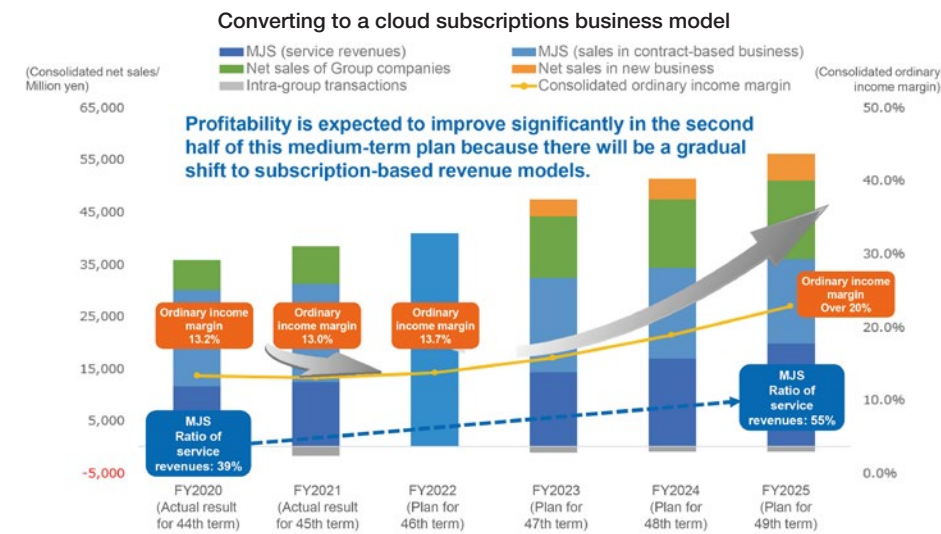 Converting to a cloud subscriptions business model
MJS (service revenues)
MJS (sales in contract-based business)
Net sales of Group companies
Net sales in new business
Intra-group transactions
Consolidated ordinary income margin
(Consolidated net sales/
Million yen)
(Consolidated ordinary
income margin)
65,000
55,000
45,000
35,000
25,000
15,000
5,000
-5,000
50.0%
40.0%
30.0%
20.0%
10.0%
0.0%
Profitability is expected to improve significantly in the second
half of this medium-term plan because there will be a gradual
shift to subscription-based revenue models.
Ordinary income
margin
13.2%
Ordinary
income margin
13.0%
Ordinary
income margin
13.7%
Ordinary income
margin
Over 20%
MJS
Ratio of
service
revenues: 39%
MJS
Ratio of
service
revenues: 55%
FY2020
(Actual result
for 44th term)
FY2021
(Actual result
for 45th term)
FY2022
(Plan for
46th term)
FY2023
(Plan for
47th term)
FY2024
(Plan for
48th term)
FY2025
(Plan for
49th term)